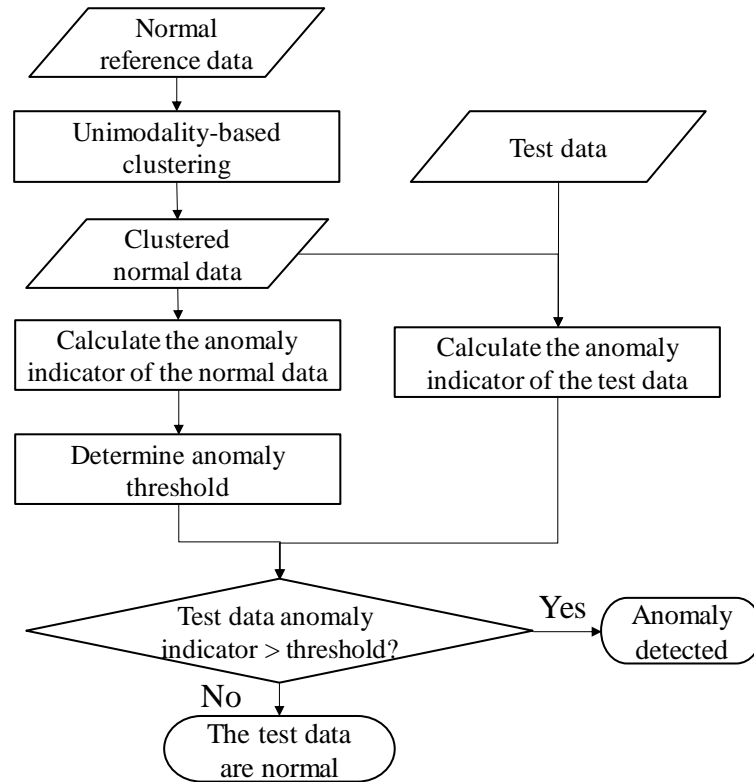 Normal
reference data
Unimodality-based
clustering
Test data
Clustered
normal data
Calculate the anomaly
indicator of the normal data
Calculate the anomaly
indicator of the test data
Determine anomaly
threshold
Test data anomaly
indicator > threshold?
Yes
Anomaly
detected
No
The test data
are normal